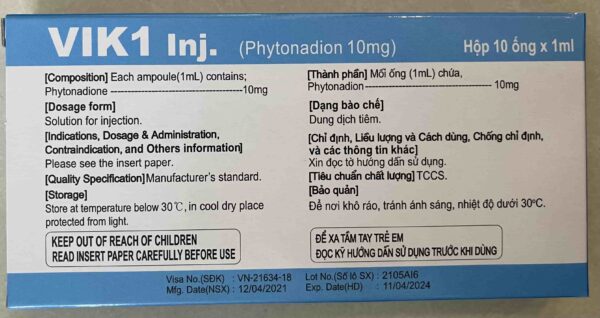 VIK1 Inj. (Phytonadion 10mg) Hộp 10 ống x 1ml
[Composition] Each ampoule(1mL) contains;
Phytonadione ------------------------------------10mg
[Dosage form]
Solution for injection.
[Indications, Dosage & Administration,
Contraindication, and Others information]
Please see the insert paper.
[Quality Specification] Manufacturer's standard.
[Storage]
Store at temperature below 30℃, in cool dry place
protected from light.
KEEP OUT OF REACH OF CHILDREN
READ INSERT PAPER CAREFULLY BEFORE USE
[Thành phần] Mỗi ống (1mL) chứa,
Phytonadion ------------------------------------ 10mg
[Dạng bào chế]
Dung dịch tiêm.
[Chỉ định, Liều lượng và Cách dùng, Chống chỉ định,
và các thông tin khác]
Xin đọc tờ hướng dẫn sử dụng.
[Tiêu chuẩn chất lượng] TCCS.
[Bảo quản]
Để nơi khô ráo, tránh ánh sáng, nhiệt độ dưới 30ºC.
ĐỂ XA TẦM TAY TRẺ EM
ĐỌC KỸ HƯỚNG DẪN SỬ DỤNG TRƯỚC KHI DÙNG
Visa No.(SĐK) : VN-21634-18 Lot No.(Số lô SX) : 2105AI6
Mfg. Date(NSX) : 12/04/2021 Exp. Date(HD) : 11/04/2024